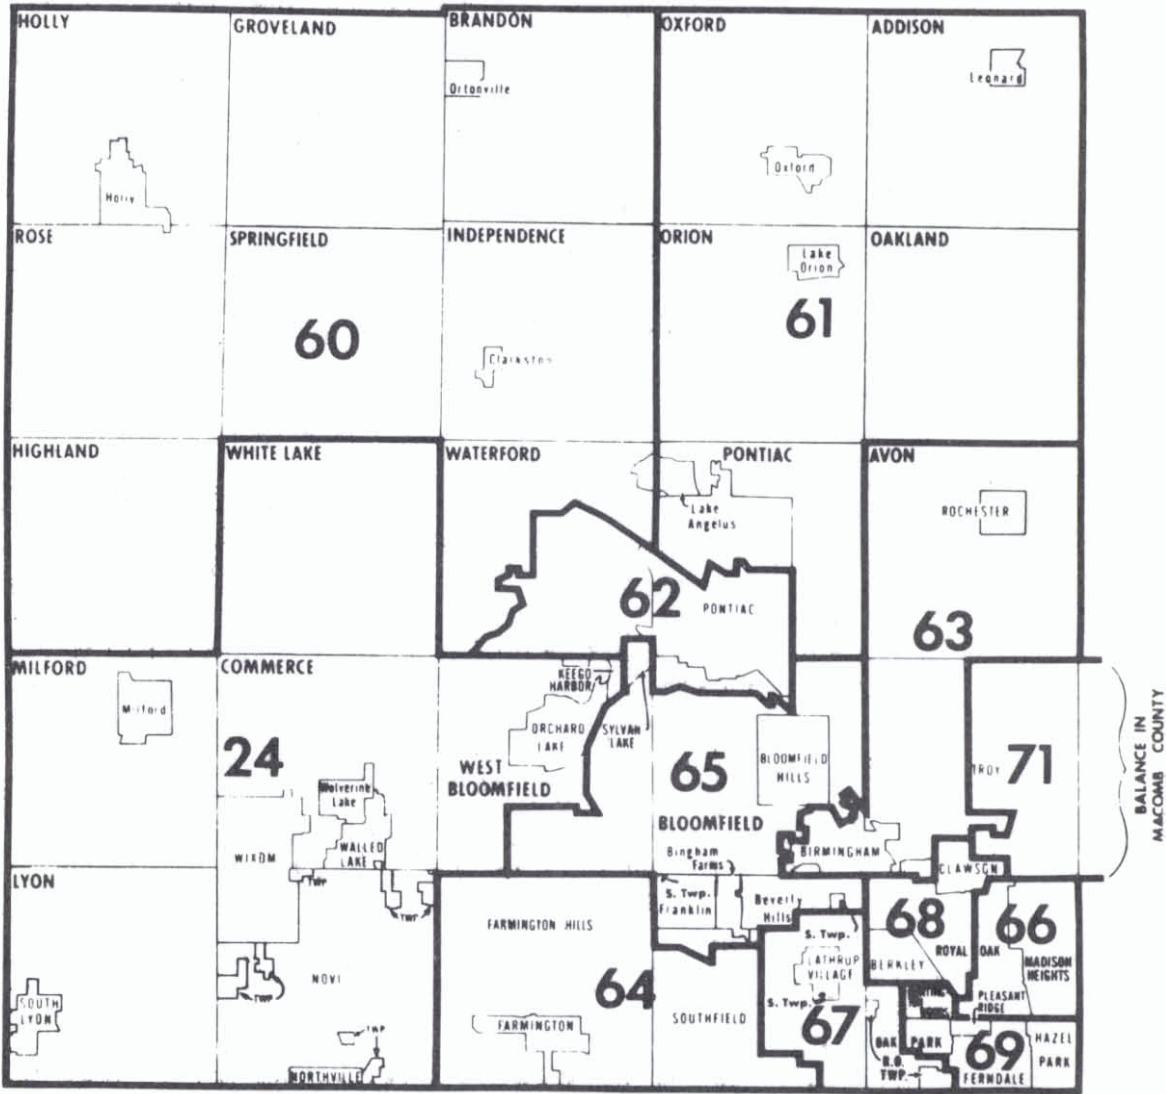 HOLLY
GROVELAND
BRANDON
OXFORD
ADDISON
Ortonville
Leonard
Holly
Oxford
ROSE
SPRINGFIELD
INDEPENDENCE
ORION
OAKLAND
Lake
Orion
60
61
Clarkston
HIGHLAND
WHITE LAKE
WATERFORD
PONTIAC
AVON
Lake
Angelus
ROCHESTER
62
PONTIAC
63
MILFORD
COMMERCE
KEEGO
HARBOR
Milford
ORCHARD
LAKE
SYLVAN
LAKE
24
WEST
BLOOMFIELD
65
BLOOMFIELD
HILLS
TROY
71
BALANCE IN
MACOMB COUNTY
Wolverine
Lake
BLOOMFIELD
WIXOM
WALLED
LAKE
Bingham
Farms
BIRMINGHAM
CLAWSON
LYON
TWP
TWP
S. Twp.
Franklin
Beverly
Hills
S. Twp.
FARMINGTON HILLS
68
66
NOVI
TWP
LATHRUP
VILLAGE
BERKLEY
ROYAL OAK
MADISON
HEIGHTS
SOUTH
LYON
64
S. Twp.
67
PLEASANT
RIDGE
TWP
FARMINGTON
SOUTHFIELD
OAK PARK
69
HAZEL
PARK
NORTHVILLE
R.O.
TWP.
FERNDALE